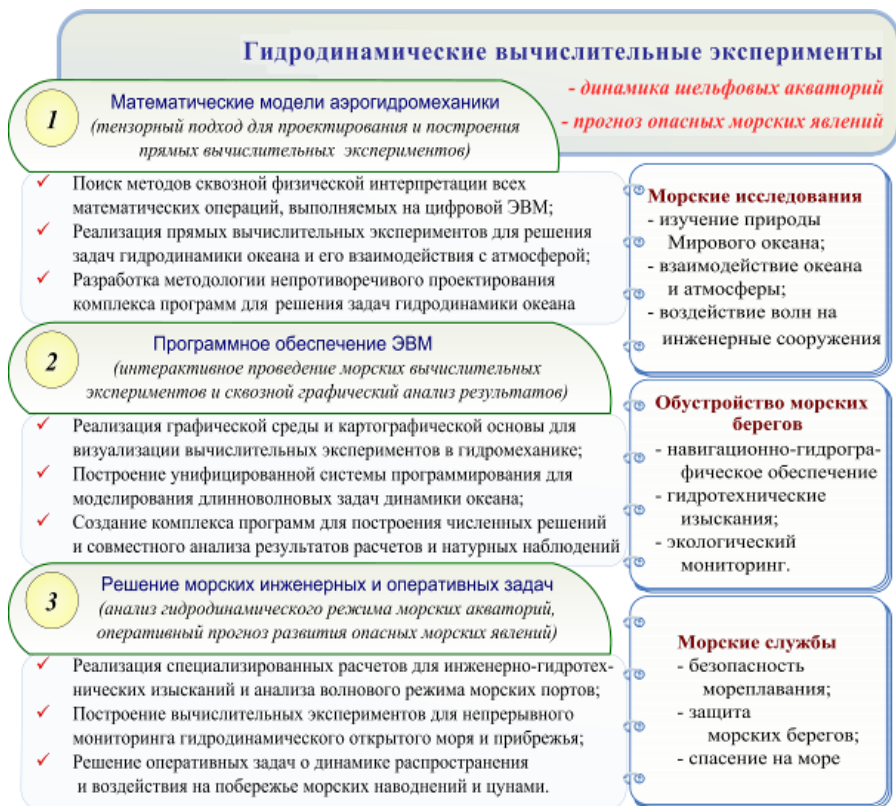 Гидродинамические вычислительные эксперименты
- динамика шельфовых акваторий
- прогноз опасных морских явлений
1
Математические модели аэрогидромеханики
(тензорный подход для проектирования и построения
прямых вычислительных экспериментов)
✓ Поиск методов сквозной физической интерпретации всех
математических операций, выполняемых на цифровой ЭВМ;
✓ Реализация прямых вычислительных экспериментов для решения
задач гидродинамики океана и его взаимодействия с атмосферой;
✓ Разработка методологии непротиворечивого проектирования
комплекса программ для решения задач гидродинамики океана
2
Программное обеспечение ЭВМ
(интерактивное проведение морских вычислительных
экспериментов и сквозной графический анализ результатов)
✓ Реализация графической среды и картографической основы для
визуализации вычислительных экспериментов в гидромеханике;
✓ Построение унифицированной системы программирования для
моделирования длинноволновых задач динамики океана;
✓ Создание комплекса программ для построения численных решений
и совместного анализа результатов расчетов и натурных наблюдений
3
Решение морских инженерных и оперативных задач
(анализ гидродинамического режима морских акваторий,
оперативный прогноз развития опасных морских явлений)
✓ Реализация специализированных расчетов для инженерно-гидротех-
нических изысканий и анализа волнового режима морских портов;
✓ Построение вычислительных экспериментов для непрерывного
мониторинга гидродинамического открытого моря и прибрежья;
✓ Решение оперативных задач о динамике распространения
и воздействия на побережье морских наводнений и цунами.
Морские исследования
- изучение природы
Мирового океана;
- взаимодействие океана
и атмосферы;
- воздействие волн на
инженерные сооружения
Обустройство морских
берегов
- навигационно-гидрогра-
фическое обеспечение
- гидротехнические
изыскания;
- экологический
мониторинг.
Морские службы
- безопасность
мореплавания;
- защита
морских берегов;
- спасение на море